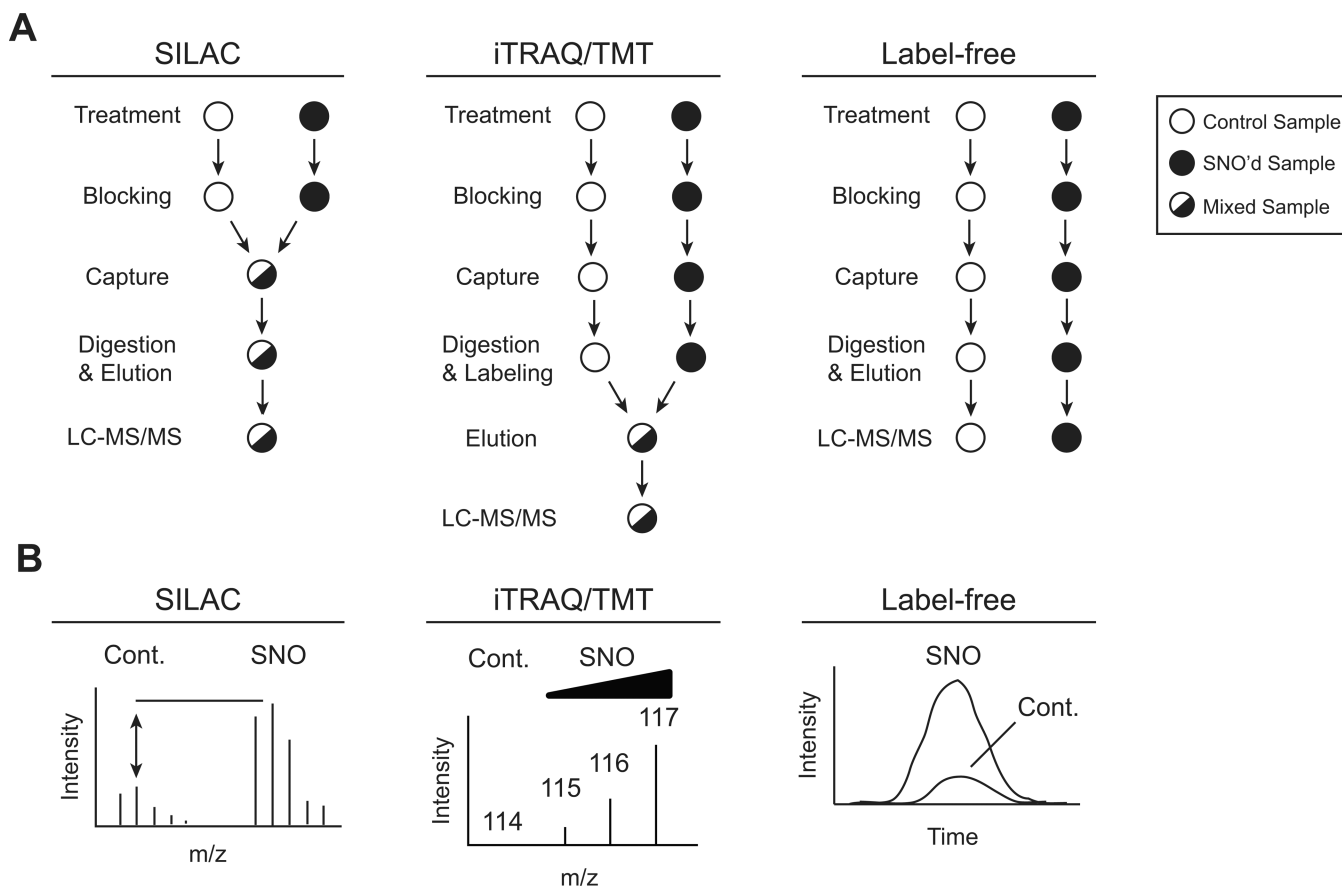 A
SILAC
Treatment
Blocking
Capture
Digestion
& Elution
LC-MS/MS
iTRAQ/TMT
Treatment
Blocking
Capture
Digestion
& Labeling
Elution
LC-MS/MS
Label-free
Treatment
Blocking
Capture
Digestion
& Elution
LC-MS/MS
Control Sample
SNO'd Sample
Mixed Sample
B
SILAC
Cont. SNO
Intensity
m/z
iTRAQ/TMT
Cont. SNO
117
116
115
114
Intensity
m/z
Label-free
SNO
Cont.
Intensity
Time